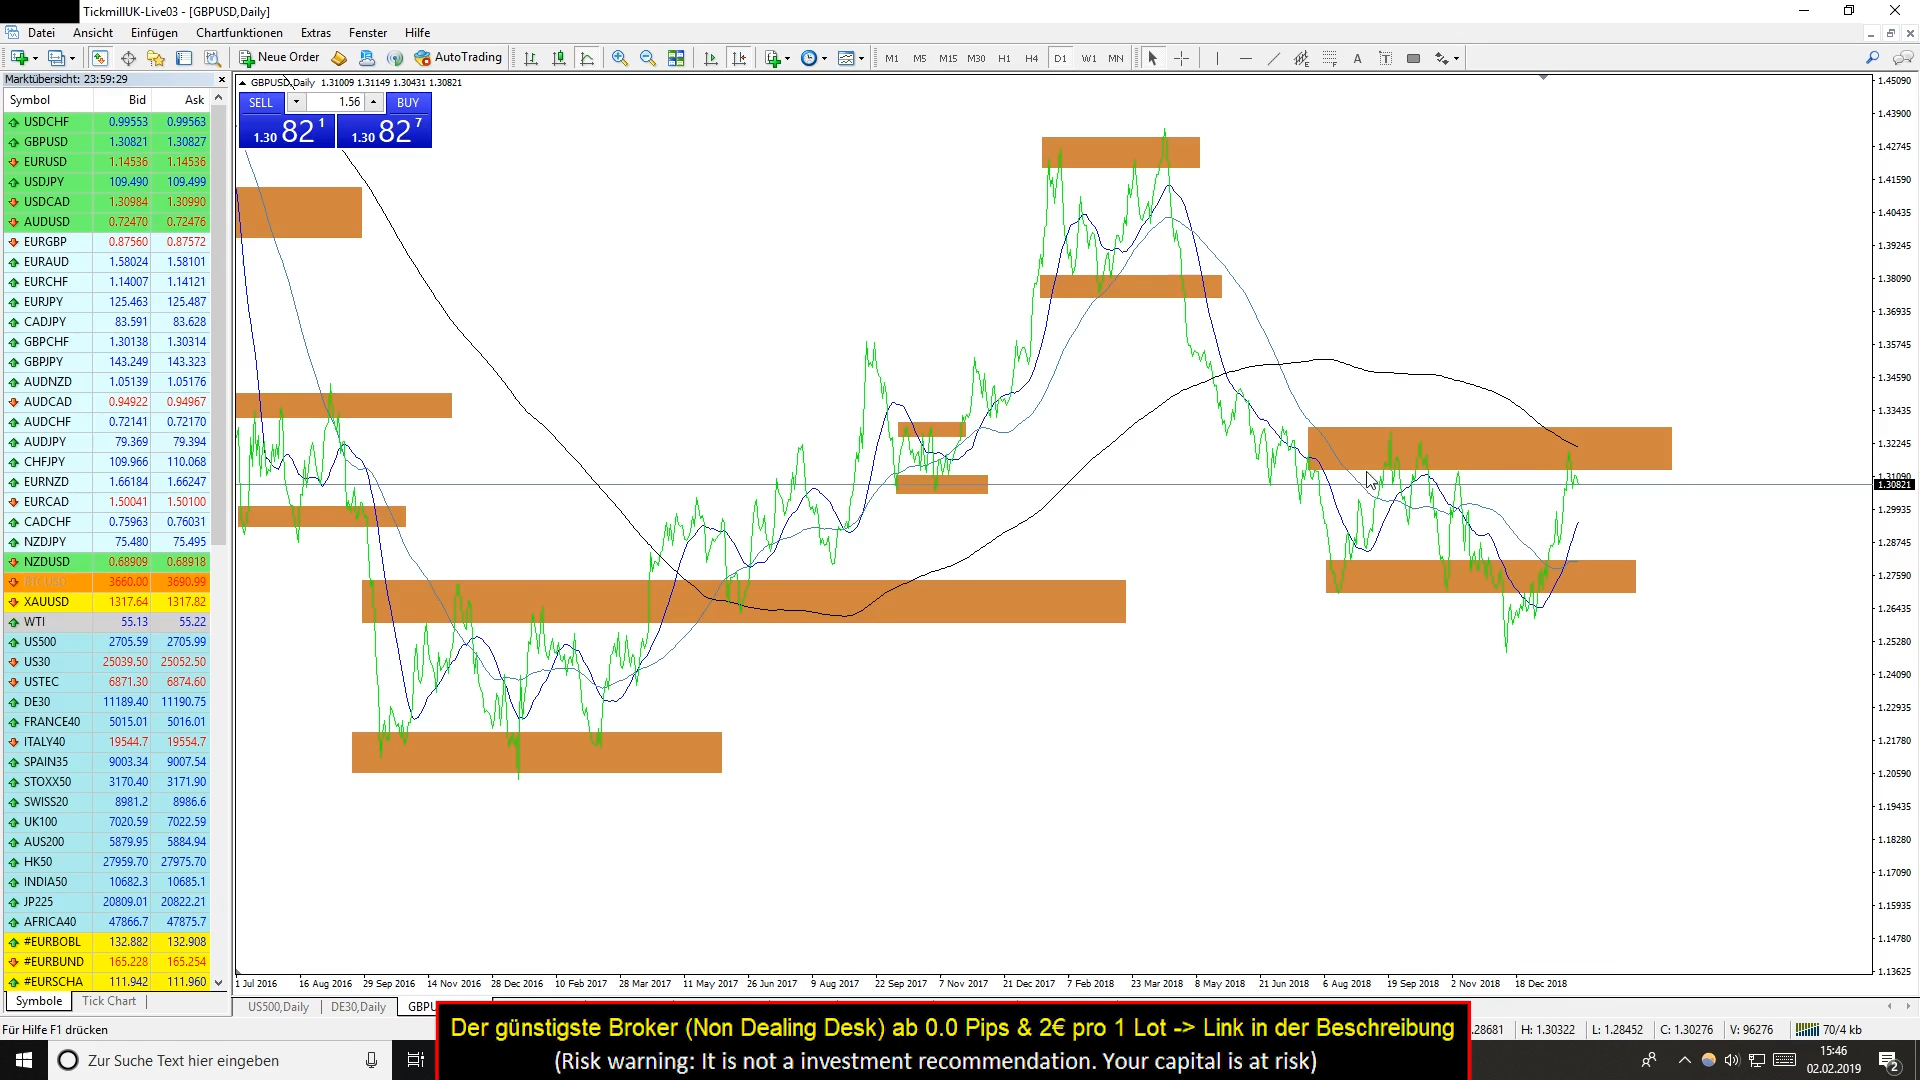 TickmillUK-Live03 - [GBPUSD,Daily]
Datei Ansicht Einfügen Chartfunktionen Extras Fenster Hilfe
Neue Order AutoTrading M1 M5 M15 M30 H1 H4 D1 W1 MN
Marktübersicht: 23:59:29
Symbol Bid Ask
USDCHF 0.99553 0.99563
GBPUSD 1.30821 1.30827
EURUSD 1.14536 1.14536
USDJPY 109.490 109.499
USDCAD 1.30984 1.30990
AUDUSD 0.72470 0.72476
EURGBP 0.87560 0.87572
EURAUD 1.58024 1.58101
EURCHF 1.14007 1.14121
EURJPY 125.463 125.487
CADJPY 83.591 83.628
GBPCHF 1.30138 1.30314
GBPJPY 143.249 143.323
AUDNZD 1.05139 1.05176
AUDCAD 0.94922 0.94967
AUDCHF 0.72141 0.72170
AUDJPY 79.369 79.394
CHFJPY 109.966 110.068
EURNZD 1.66184 1.66247
EURCAD 1.50041 1.50100
CADCHF 0.75963 0.76031
NZDJPY 75.480 75.495
NZDUSD 0.68909 0.68918
BTCUSD 3660.00 3690.99
XAUUSD 1317.64 1317.82
WTI 55.13 55.22
US500 2705.59 2705.99
US30 25039.50 25052.50
USTEC 6871.30 6874.60
DE30 11189.40 11190.75
FRANCE40 5015.01 5016.01
ITALY40 19544.7 19554.7
SPAIN35 9003.34 9007.54
STOXX50 3170.40 3171.90
SWISS20 8981.2 8986.6
UK100 7020.59 7022.59
AUS200 5879.95 5884.94
HK50 27959.70 27975.70
INDIA50 10682.3 10685.1
JP225 20809.01 20822.21
AFRICA40 47866.7 47875.7
#EURBOBL 132.882 132.908
#EURBUND 165.228 165.254
#EURSCHA 111.942 111.960
Symbole Tick Chart
GBPUSD,Daily 1.31009 1.31149 1.30431 1.30821
SELL 1.56 BUY
1.30 82 1 1.30 82 7
1.45090
1.43900
1.42745
1.41590
1.40435
1.39245
1.38090
1.36935
1.35745
1.34590
1.33435
1.32245
1.31090
1.30821
1.29935
1.28745
1.27590
1.26435
1.25280
1.24090
1.22935
1.21780
1.20590
1.19435
1.18280
1.17090
1.15935
1.14780
1.13625
1 Jul 2016 16 Aug 2016 29 Sep 2016 14 Nov 2016 28 Dec 2016 10 Feb 2017 28 Mar 2017 11 May 2017 26 Jun 2017 9 Aug 2017 22 Sep 2017 7 Nov 2017 21 Dec 2017 7 Feb 2018 23 Mar 2018 8 May 2018 21 Jun 2018 6 Aug 2018 19 Sep 2018 2 Nov 2018 18 Dec 2018
US500,Daily DE30,Daily GBPU
Für Hilfe F1 drücken
.28681 H: 1.30322 L: 1.28452 C: 1.30276 V: 96276 70/4 kb
Der günstigste Broker (Non Dealing Desk) ab 0.0 Pips & 2€ pro 1 Lot -> Link in der Beschreibung
(Risk warning: It is not a investment recommendation. Your capital is at risk)
Zur Suche Text hier eingeben
15:46
02.02.2019
2